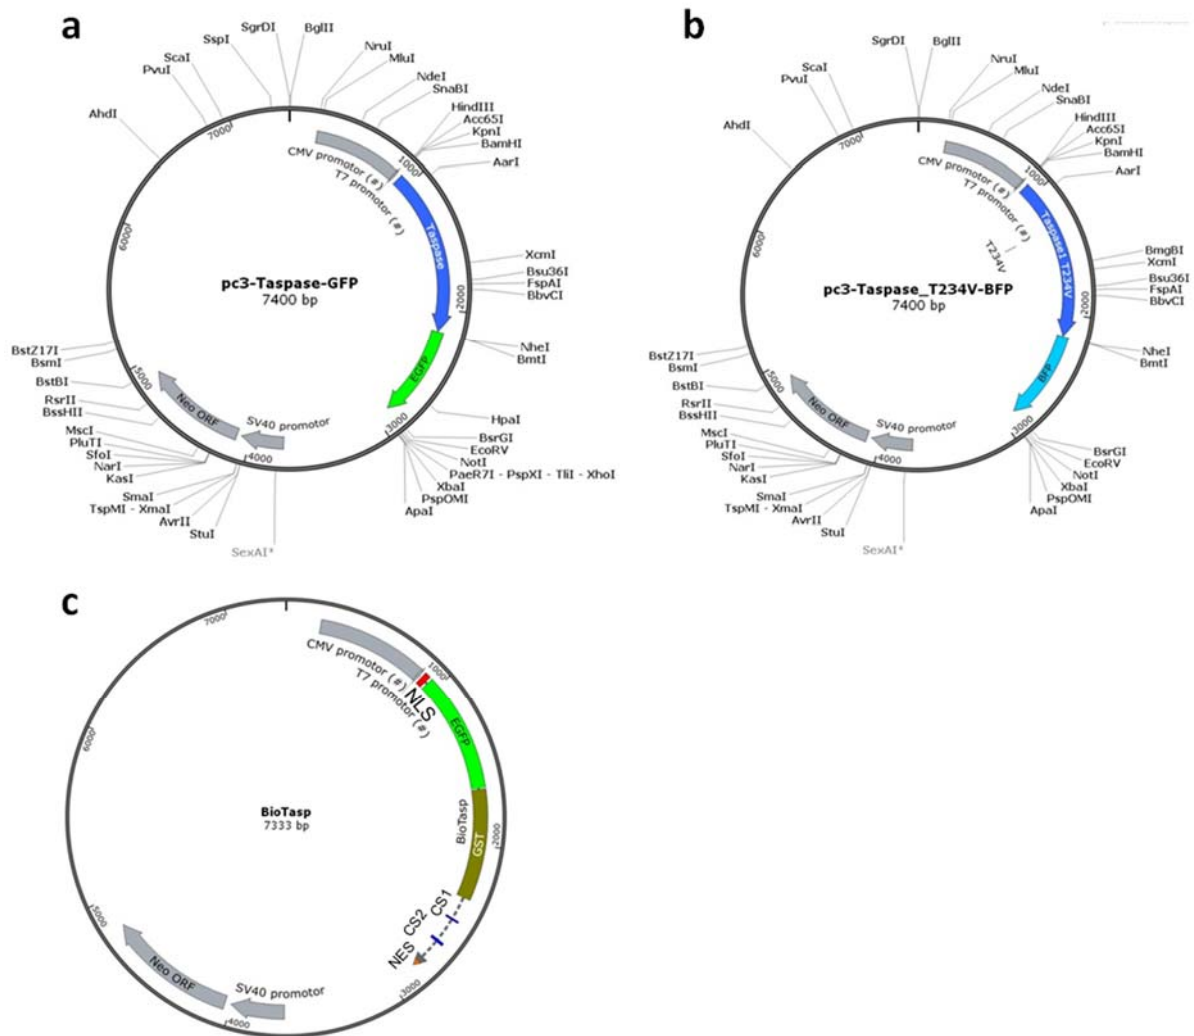 a
SgrDI
BglII
SspI
ScaI
PvuI
AhdI
NruI
MluI
NdeI
SnaBI
HindIII
Acc65I
KpnI
BamHI
AarI
7000
1000
CMV promotor (#)
T7 promotor (#)
Taspase
6000
pc3-Taspase-GFP
7400 bp
XcmI
Bsu36I
FspAI
BbvCI
2000
NheI
BmtI
EGFP
BstZ17I
BsmI
BstBI
RsrII
BssHII
MscI
PluTI
SfoI
NarI
KasI
SmaI
TspMI - XmaI
AvrII
StuI
SexAI*
5000
Neo ORF
SV40 promotor
4000
3000
HpaI
BsrGI
EcoRV
NotI
PaeR7I - PspXI - TliI - XhoI
XbaI
PspOMI
ApaI
b
SgrDI
BglII
ScaI
PvuI
AhdI
NruI
MluI
NdeI
SnaBI
HindIII
Acc65I
KpnI
BamHI
AarI
7000
1000
CMV promotor (#)
T7 promotor (#)
T234V
Taspase1 T234V
6000
pc3-Taspase_T234V-BFP
7400 bp
BmgBI
XcmI
Bsu36I
FspAI
BbvCI
2000
NheI
BmtI
BFP
BstZ17I
BsmI
BstBI
RsrII
BssHII
MscI
PluTI
SfoI
NarI
KasI
SmaI
TspMI - XmaI
AvrII
StuI
SexAI*
5000
Neo ORF
SV40 promotor
4000
3000
BsrGI
EcoRV
NotI
XbaI
PspOMI
ApaI
c
7000
1000
CMV promotor (#)
T7 promotor (#)
NLS
EGFP
6000
BioTasp
7333 bp
BioTasp
GST
2000
CS1
CS2
NES
3000
5000
Neo ORF
SV40 promotor
4000